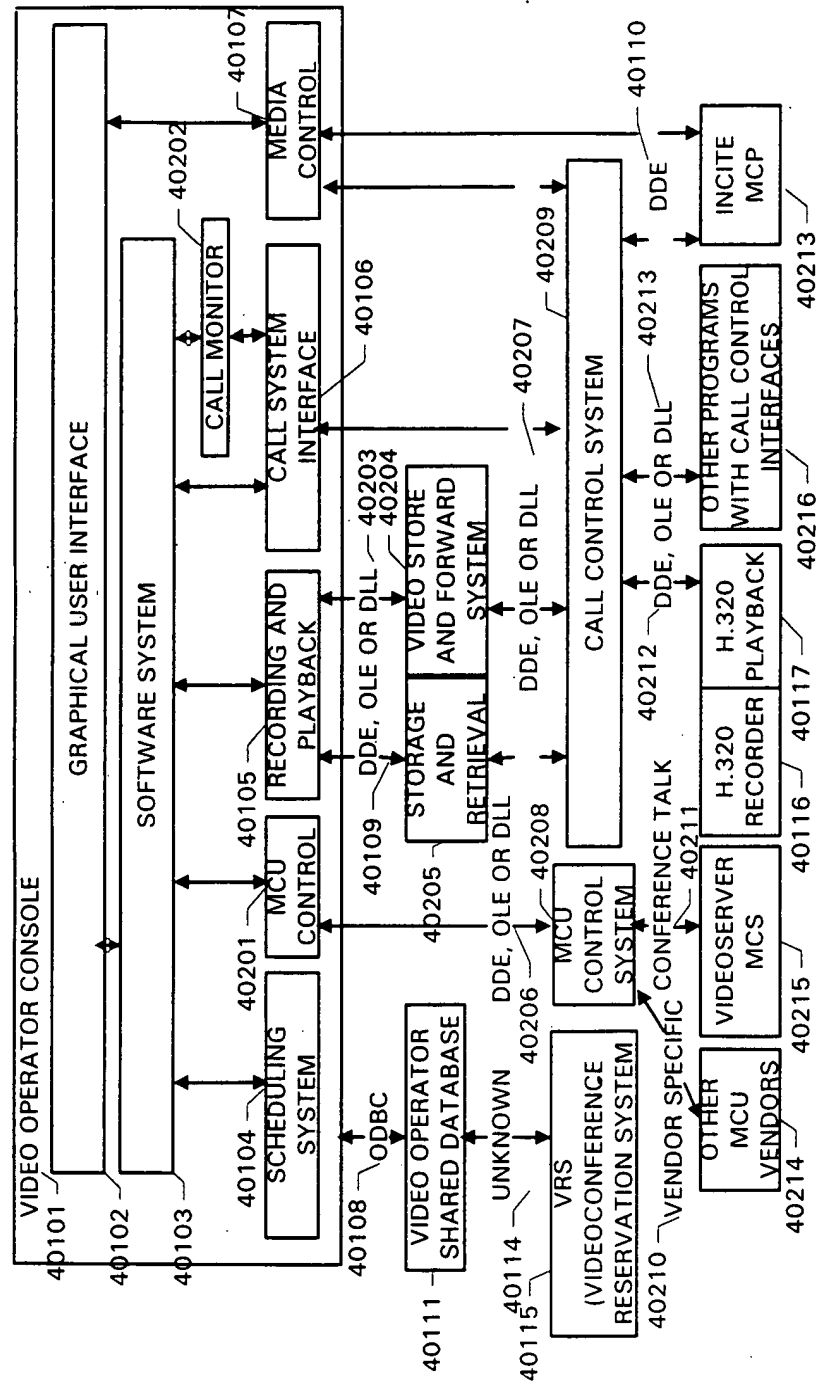 VIDEO OPERATOR CONSOLE
40101
GRAPHICAL USER INTERFACE
40102
SOFTWARE SYSTEM
40103
40202
CALL MONITOR
40107
40104
SCHEDULING
SYSTEM
40201
MCU
CONTROL
40105
RECORDING AND
PLAYBACK
CALL SYSTEM
INTERFACE
40106
MEDIA
CONTROL
40108
ODBC
40109
DDE, OLE OR DLL
40203
40204
40110
40111
VIDEO OPERATOR
SHARED DATABASE
40205
STORAGE
AND
RETRIEVAL
VIDEO STORE
AND FORWARD
SYSTEM
UNKNOWN
40114
40115
DDE, OLE OR DLL
40206
DDE, OLE OR DLL
40207
VRS
(VIDEOCONFERENCE
RESERVATION SYSTEM
40208
MCU
CONTROL
SYSTEM
40209
CALL CONTROL SYSTEM
DDE
40210
VENDOR SPECIFIC
CONFERENCE TALK
40211
40212
DDE, OLE OR DLL
40213
OTHER
MCU
VENDORS
40214
VIDEOSERVER
MCS
40215
H.320
RECORDER
40116
H.320
PLAYBACK
40117
OTHER PROGRAMS
WITH CALL CONTROL
INTERFACES
40216
INCITE
MCP
40213